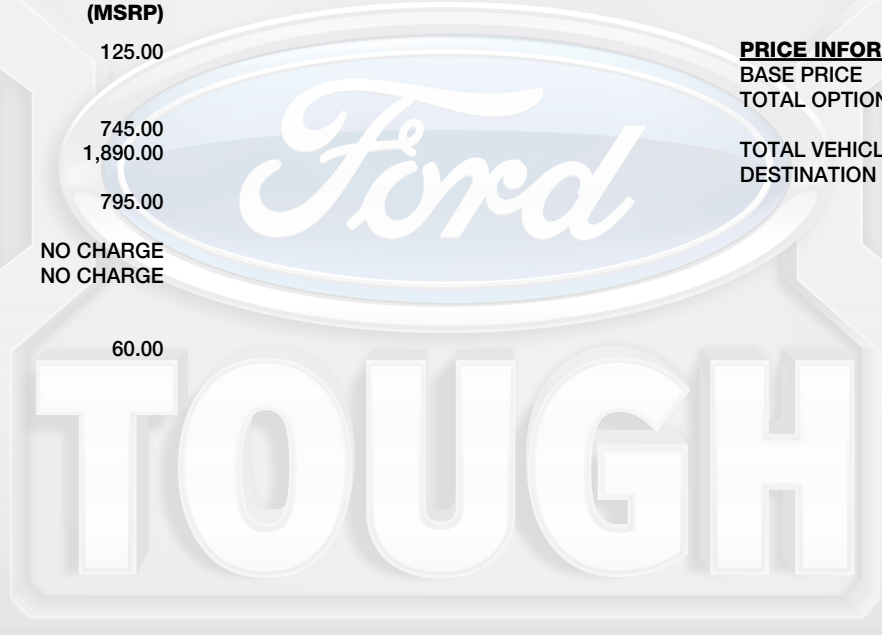 (MSRP)
125.00
745.00
1,890.00
795.00
NO CHARGE
NO CHARGE
60.00
PRICE INFOR
BASE PRICE
TOTAL OPTION
TOTAL VEHICL
DESTINATION
Ford
TOUGH